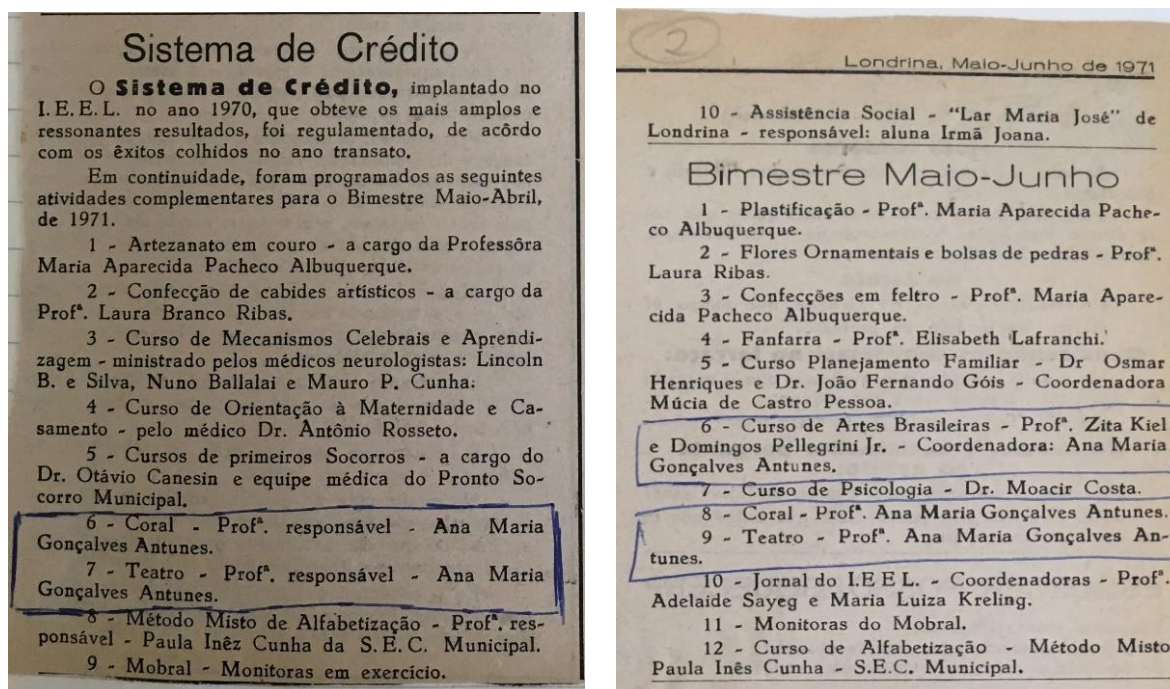 Sistema de Crédito
O Sistema de Crédito, implantado no
I. E. E. L. no ano 1970, que obteve os mais amplos e
ressonantes resultados, foi regulamentado, de acôrdo
com os êxitos colhidos no ano transato.
Em continuidade, foram programados as seguintes
atividades complementares para o Bimestre Maio-Abril,
de 1971.
1 - Artezanato em couro - a cargo da Professôra
Maria Aparecida Pacheco Albuquerque.
2 - Confecção de cabides artísticos - a cargo da
Profª. Laura Branco Ribas.
3 - Curso de Mecanismos Celebrais e Aprendi-
zagem - ministrado pelos médicos neurologistas: Lincoln
B. e Silva, Nuno Ballalai e Mauro P. Cunha.
4 - Curso de Orientação à Maternidade e Ca-
samento - pelo médico Dr. Antônio Rosseto.
5 - Cursos de primeiros Socorros - a cargo do
Dr. Otávio Canesin e equipe médica do Pronto So-
corro Municipal.
6 - Coral - Profª. responsável - Ana Maria
Gonçalves Antunes.
7 - Teatro - Profª. responsável - Ana Maria
Gonçalves Antunes.
8 - Método Misto de Alfabetização - Profª. res-
ponsável - Paula Inêz Cunha da S. E. C. Municipal.
9 - Mobral - Monitoras em exercício.
2
Londrina, Maio-Junho de 1971
10 - Assistência Social - "Lar Maria José" de
Londrina - responsável: aluna Irmã Joana.
Bimestre Maio-Junho
1 - Plastificação - Profª. Maria Aparecida Pache-
co Albuquerque.
2 - Flores Ornamentais e bolsas de pedras - Profª.
Laura Ribas.
3 - Confecções em feltro - Profª. Maria Apare-
cida Pacheco Albuquerque.
4 - Fanfarra - Profª. Elisabeth Lafranchi.
5 - Curso Planejamento Familiar - Dr Osmar
Henriques e Dr. João Fernando Góis - Coordenadora
Múcia de Castro Pessoa.
6 - Curso de Artes Brasileiras - Profª. Zita Kiel
e Domingos Pellegrini Jr. - Coordenadora: Ana Maria
Gonçalves Antunes.
7 - Curso de Psicologia - Dr. Moacir Costa.
8 - Coral - Profª. Ana Maria Gonçalves Antunes.
9 - Teatro - Profª. Ana Maria Gonçalves An-
tunes.
10 - Jornal do I.E E L. - Coordenadoras - Profª.
Adelaide Sayeg e Maria Luiza Kreling.
11 - Monitoras do Mobral.
12 - Curso de Alfabetização - Método Misto
Paula Inês Cunha - S.E.C. Municipal.